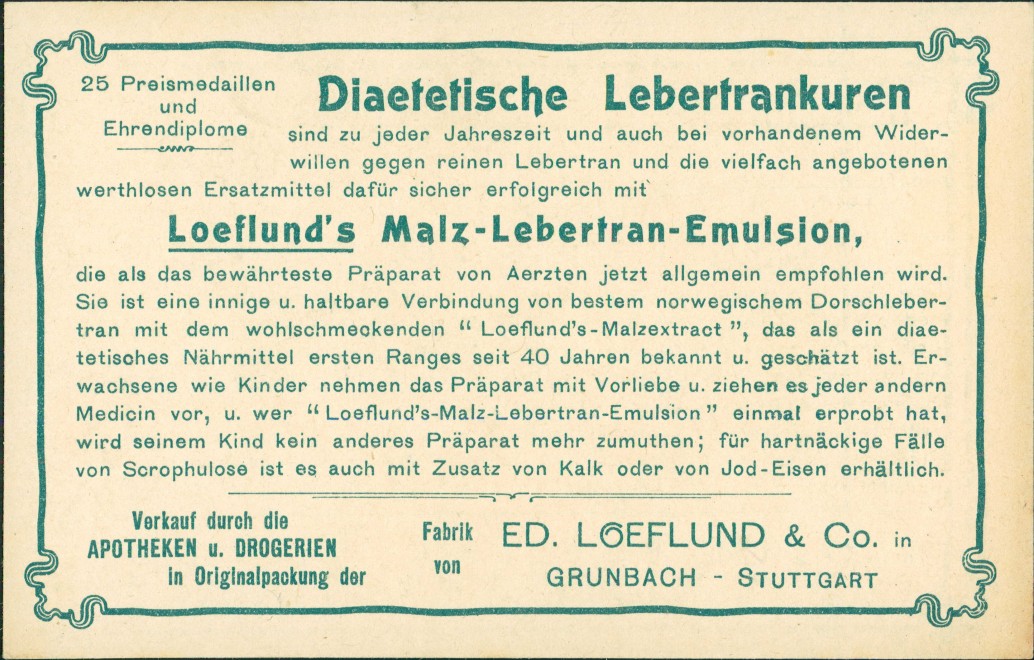 25 Preismedaillen
und
Ehrendiplome
Diaetetische Lebertrankuren
sind zu jeder Jahreszeit und auch bei vorhandenem Wider-
willen gegen reinen Lebertran und die vielfach angebotenen
werthlosen Ersatzmittel dafür sicher erfolgreich mit
Loeflund's Malz-Lebertran-Emulsion,
die als das bewährteste Präparat von Aerzten jetzt allgemein empfohlen wird.
Sie ist eine innige u. haltbare Verbindung von bestem norwegischem Dorschleber-
tran mit dem wohlschmeckenden “ Loeflund's-Malzextract ”, das als ein diae-
tetisches Nährmittel ersten Ranges seit 40 Jahren bekannt u. geschätzt ist. Er-
wachsene wie Kinder nehmen das Präparat mit Vorliebe u. ziehen es jeder andern
Medicin vor, u. wer “ Loeflund's-Malz-Lebertran-Emulsion ” einmal erprobt hat,
wird seinem Kind kein anderes Präparat mehr zumuthen; für hartnäckige Fälle
von Scrophulose ist es auch mit Zusatz von Kalk oder von Jod-Eisen erhältlich.
Verkauf durch die
APOTHEKEN u. DROGERIEN
in Originalpackung der
Fabrik
von
ED. LOEFLUND & Co. in
GRUNBACH - STUTTGART